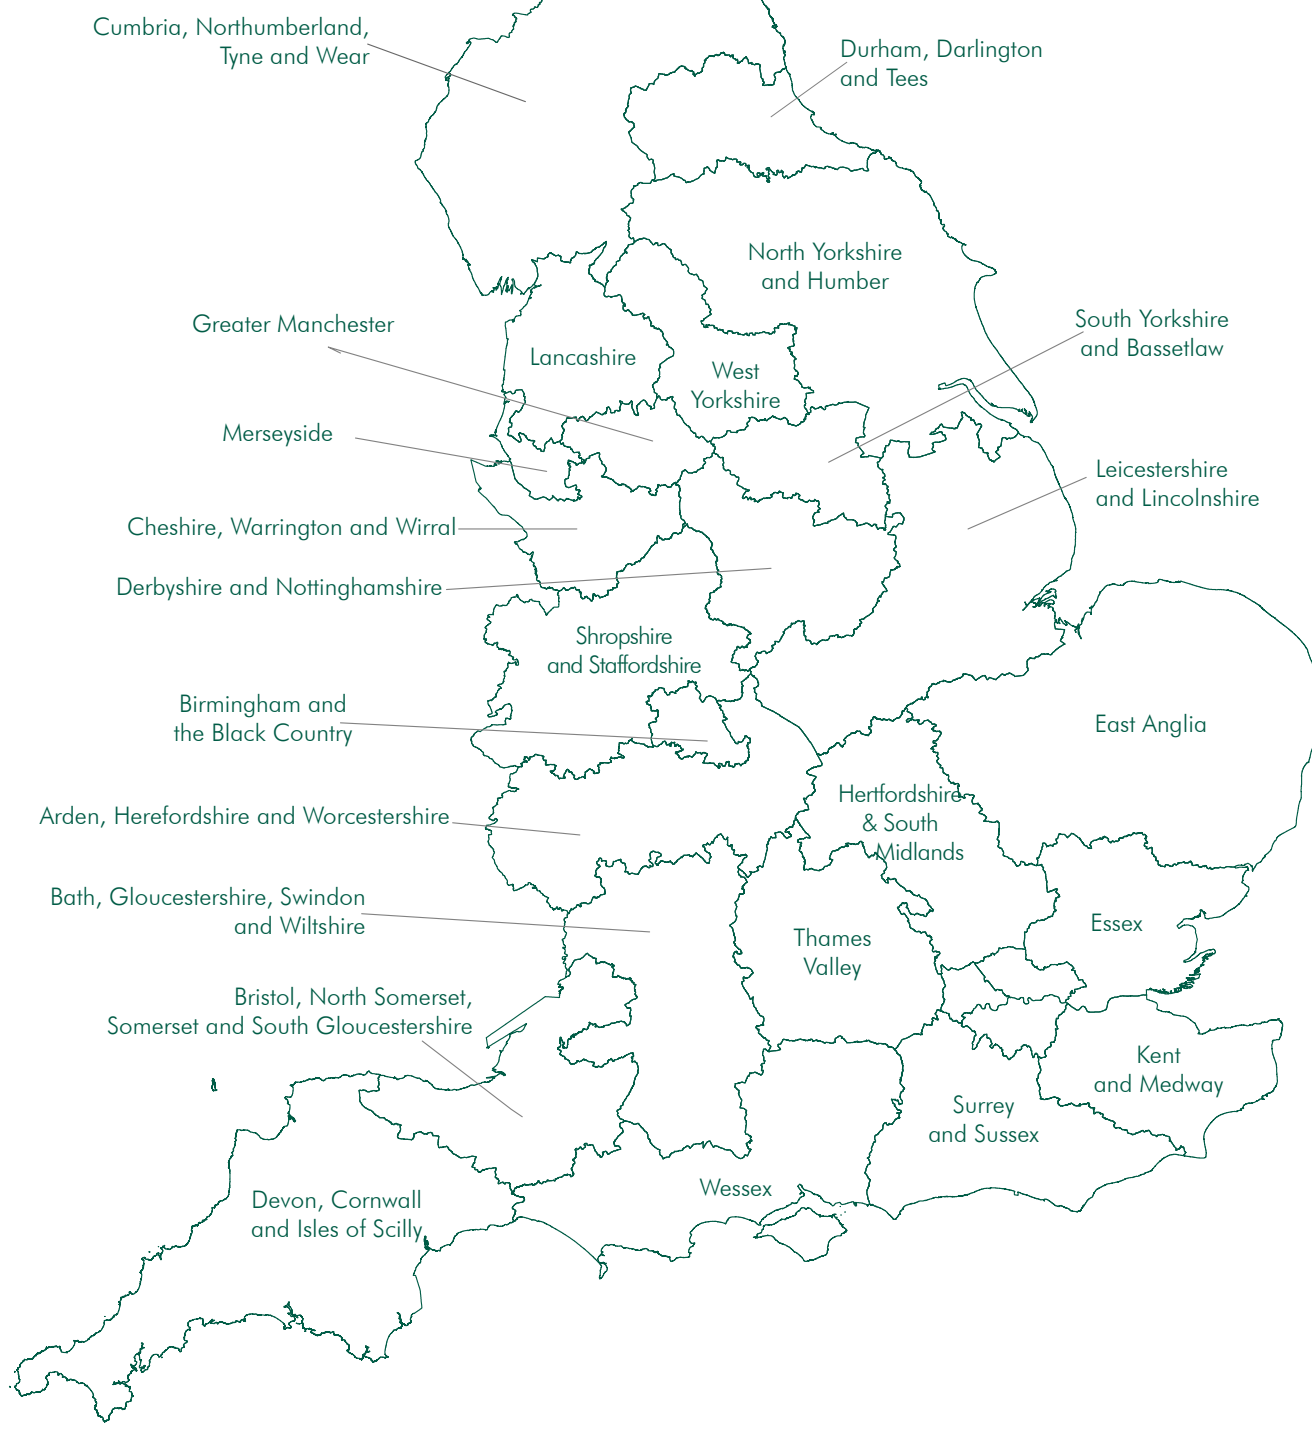 Cumbria, Northumberland,
Tyne and Wear
Durham, Darlington
and Tees
North Yorkshire
and Humber
Greater Manchester
South Yorkshire
and Bassetlaw
Lancashire
West
Yorkshire
Merseyside
Leicestershire
and Lincolnshire
Cheshire, Warrington and Wirral
Derbyshire and Nottinghamshire
Shropshire
and Staffordshire
Birmingham and
the Black Country
East Anglia
Hertfordshire
& South
Midlands
Arden, Herefordshire and Worcestershire
Bath, Gloucestershire, Swindon
and Wiltshire
Essex
Thames
Valley
Bristol, North Somerset,
Somerset and South Gloucestershire
Kent
and Medway
Surrey
and Sussex
Wessex
Devon, Cornwall
and Isles of Scilly